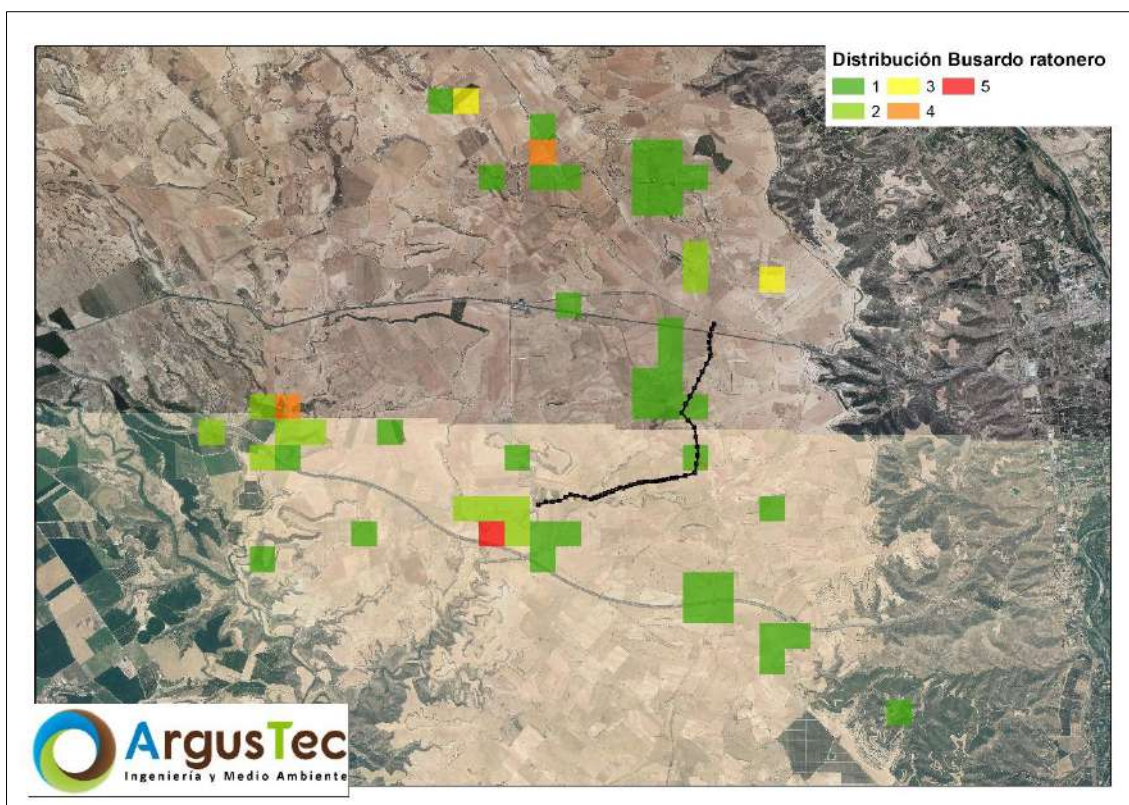 Distribución Busardo ratonero
1 3 5
2 4
ArgusTec
Ingeniería y Medio Ambiente